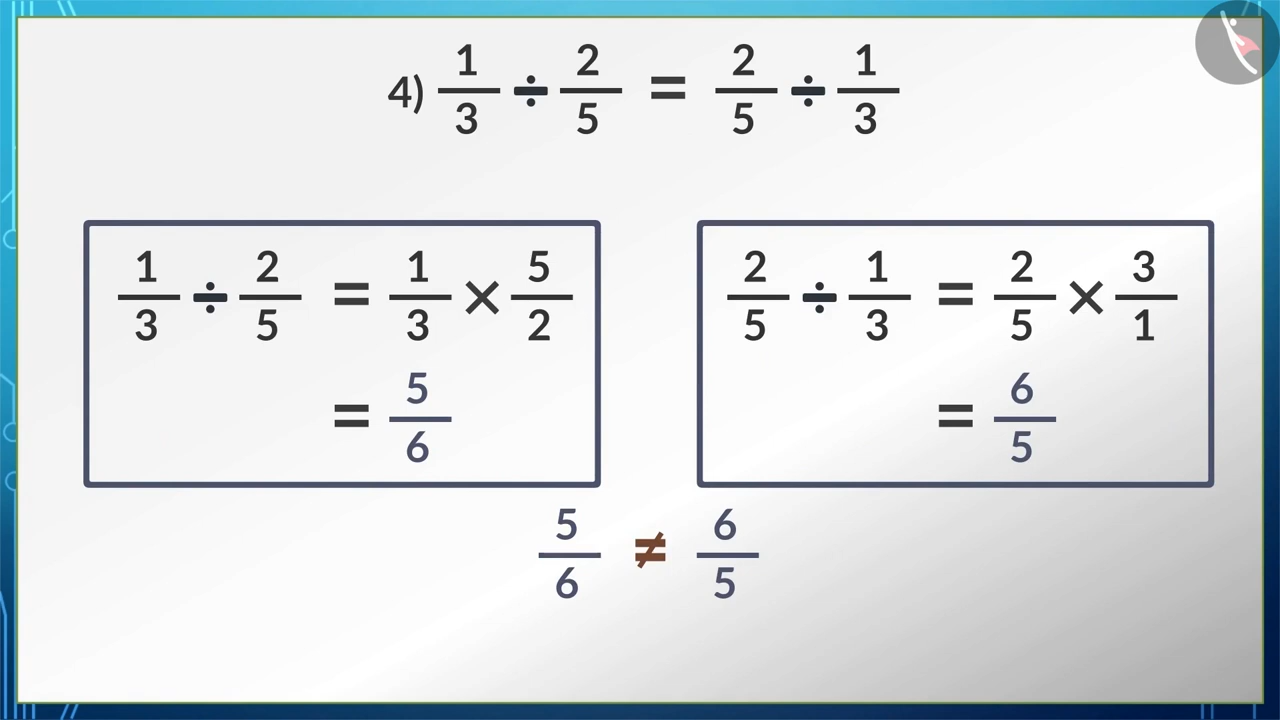 4) 1/3 ÷ 2/5 = 2/5 ÷ 1/3
1/3 ÷ 2/5 = 1/3 × 5/2
= 5/6
2/5 ÷ 1/3 = 2/5 × 3/1
= 6/5
5/6 ≠ 6/5